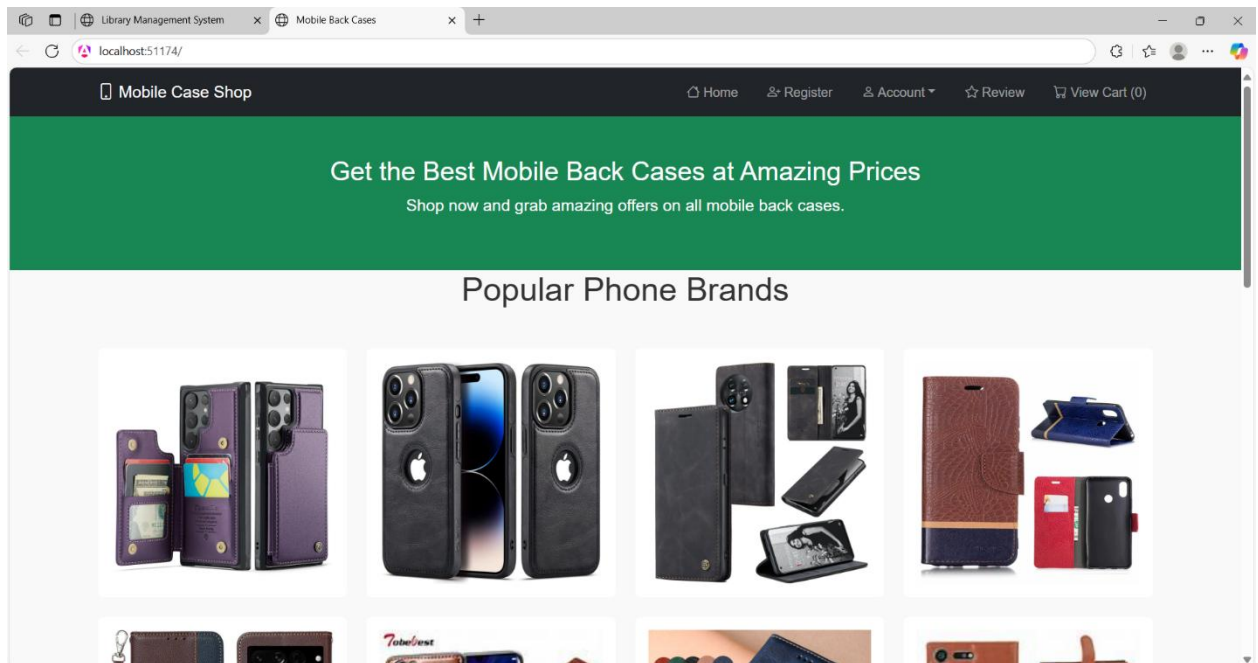 Library Management System
Mobile Back Cases
localhost:51174/
Mobile Case Shop
Home
Register
Account
Review
View Cart (0)
Get the Best Mobile Back Cases at Amazing Prices
Shop now and grab amazing offers on all mobile back cases.
Popular Phone Brands
Tobebest